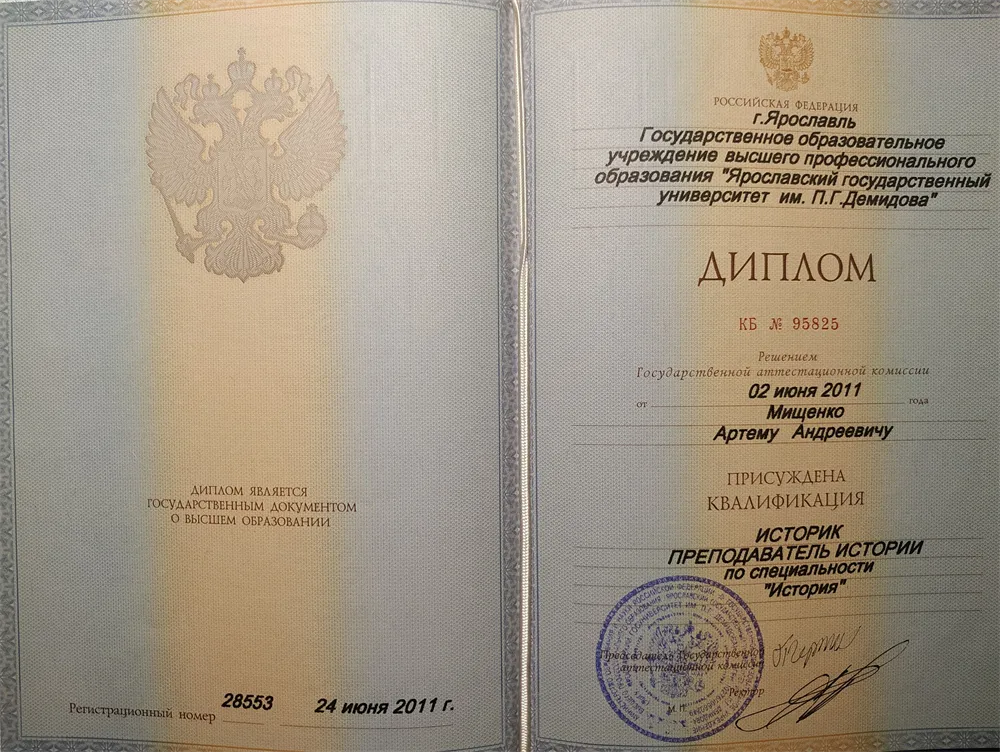 ДИПЛОМ ЯВЛЯЕТСЯ
ГОСУДАРСТВЕННЫМ ДОКУМЕНТОМ
О ВЫСШЕМ ОБРАЗОВАНИИ
Регистрационный номер 28553 24 июня 2011 г.
РОССИЙСКАЯ ФЕДЕРАЦИЯ
г.Ярославль
Государственное образовательное
учреждение высшего профессионального
образования "Ярославский государственный
университет им. П.Г.Демидова"
ДИПЛОМ
КБ № 95825
Решением
Государственной аттестационной комиссии
от 02 июня 2011 года
Мищенко
Артему Андреевичу
ПРИСУЖДЕНА
КВАЛИФИКАЦИЯ
ИСТОРИК
ПРЕПОДАВАТЕЛЬ ИСТОРИИ
по специальности
"История"
Председатель Государственной
аттестационной комиссии
Ректор
М.П.